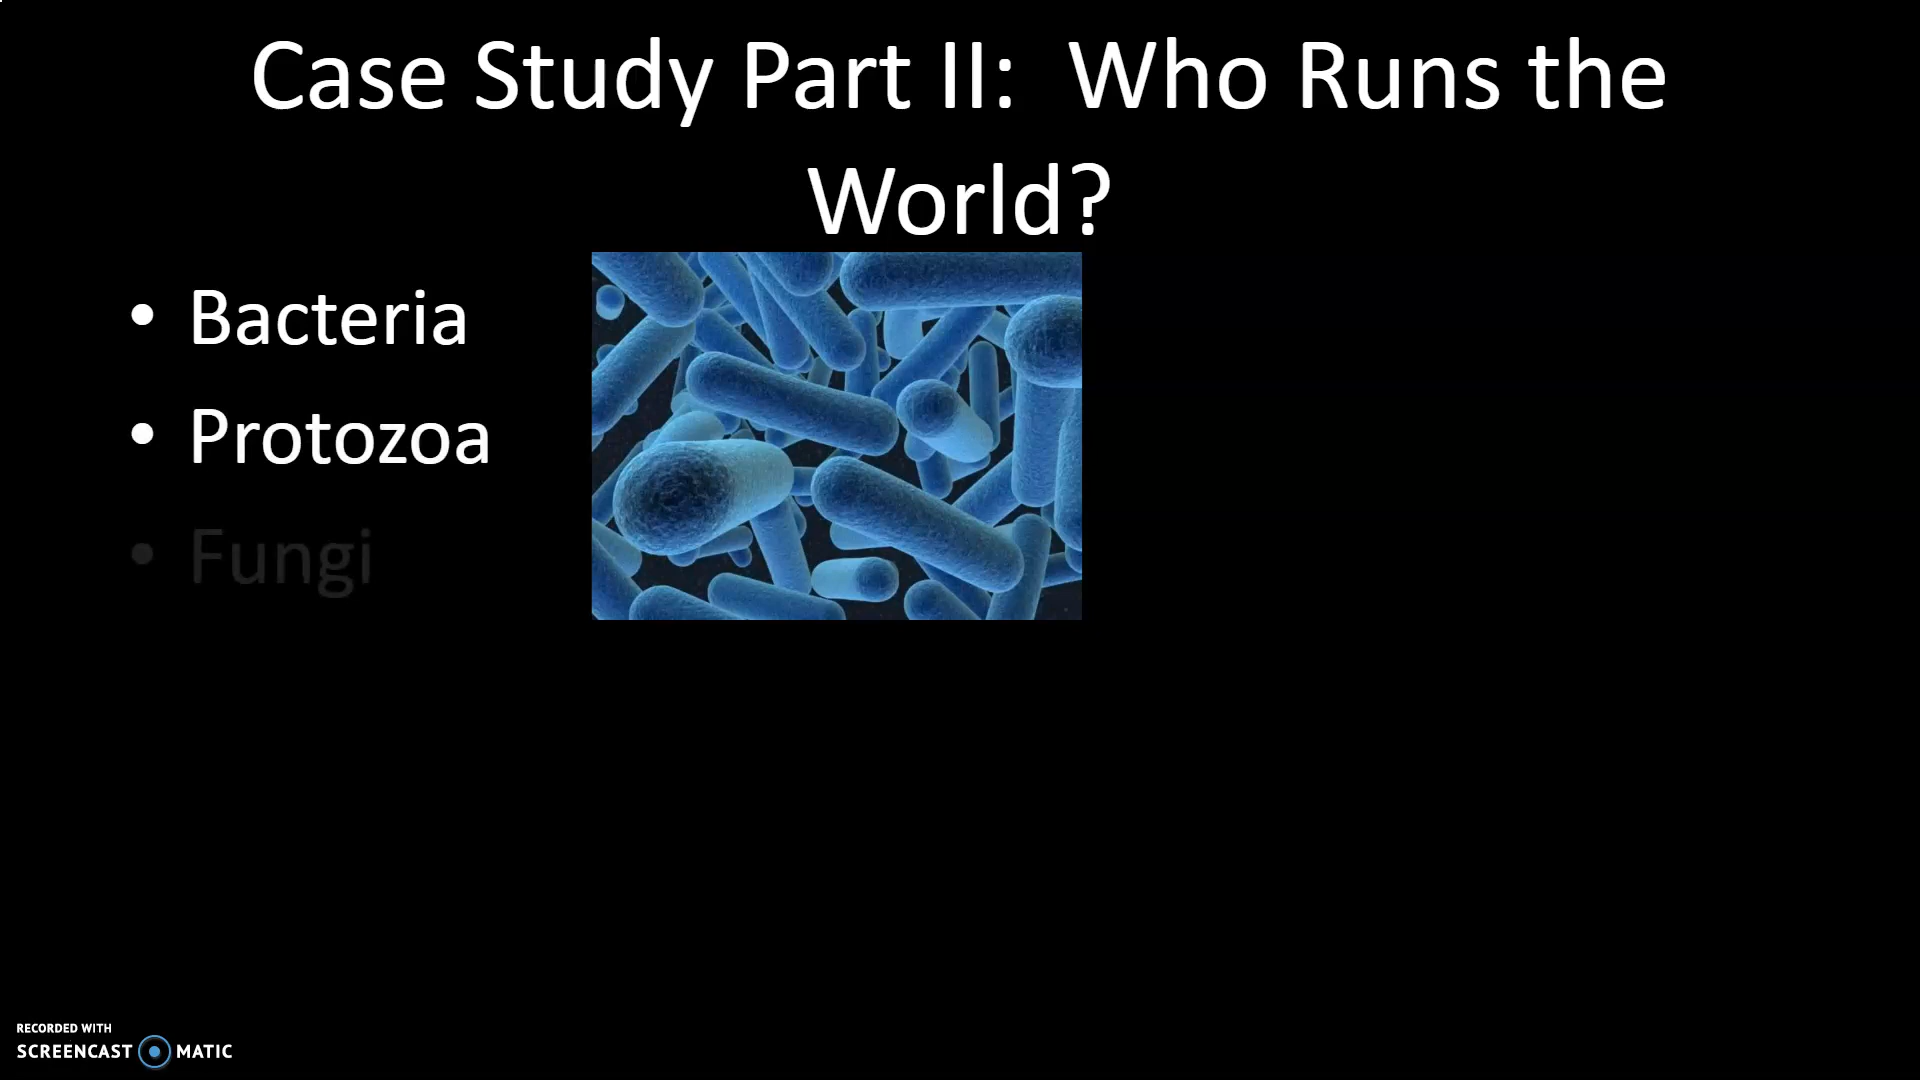 Case Study Part II:  Who Runs the
World?
• Bacteria
• Protozoa
• Fungi
RECORDED WITH
SCREENCAST MATIC